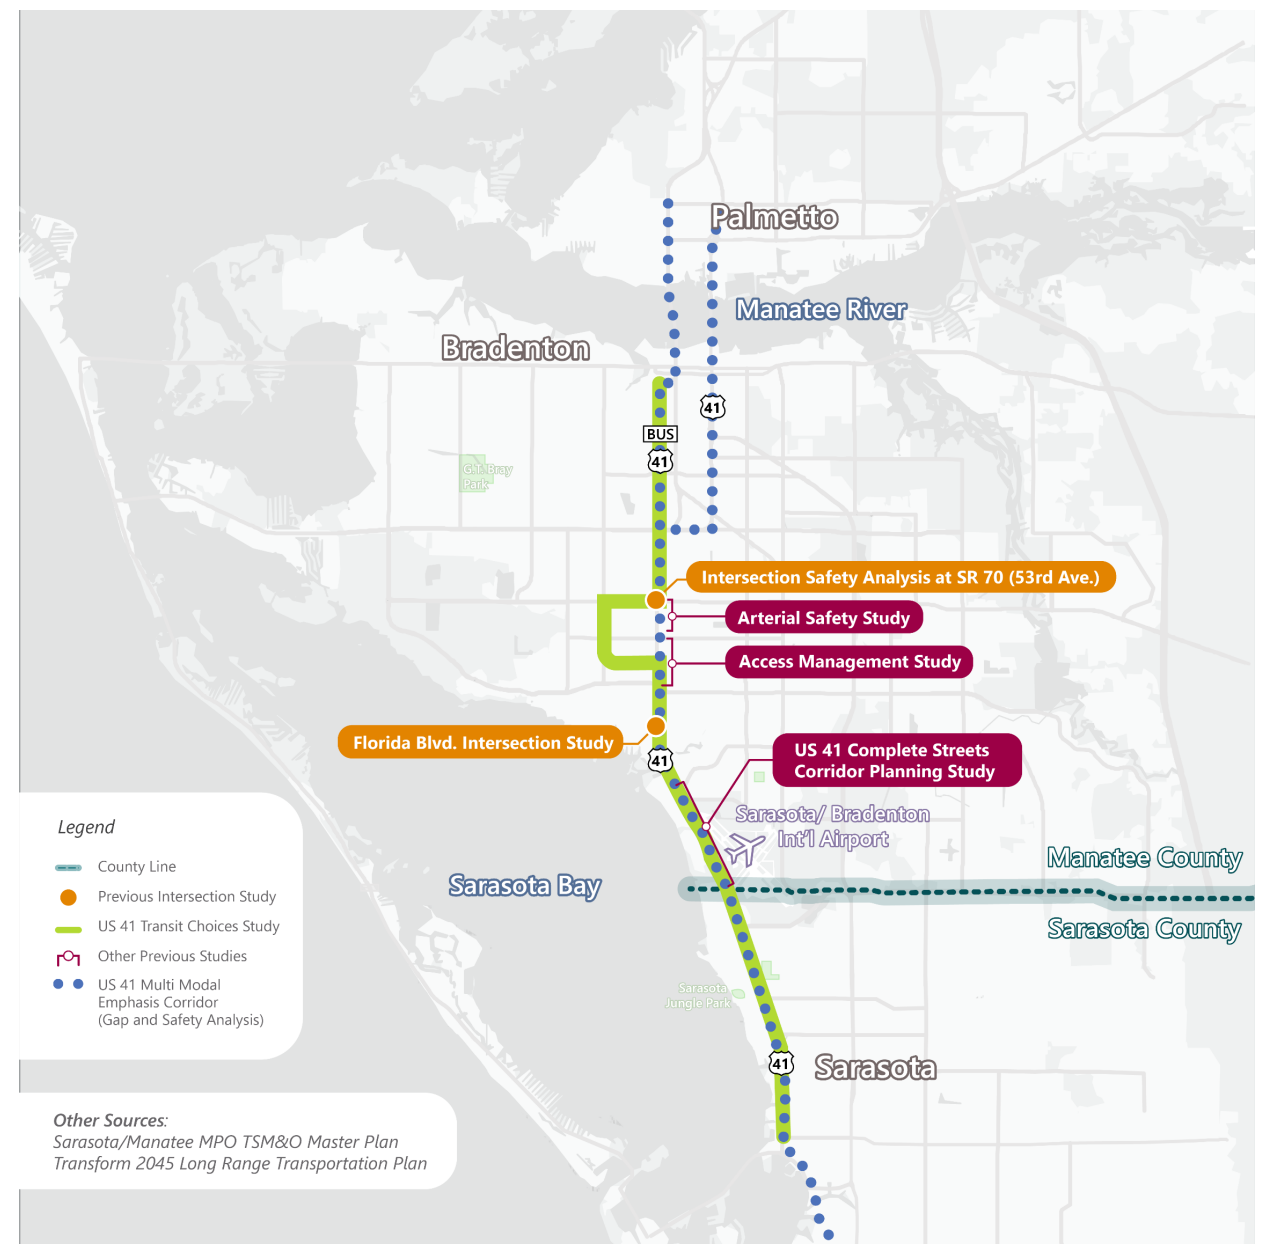 Palmetto
Manatee River
Bradenton
41
BUS
41
G.T. Bray
Park
Intersection Safety Analysis at SR 70 (53rd Ave.)
Arterial Safety Study
Access Management Study
Florida Blvd. Intersection Study
41
US 41 Complete Streets
Corridor Planning Study
Sarasota/ Bradenton
Int'l Airport
Manatee County
Sarasota Bay
Sarasota County
Sarasota
Jungle Park
41
Sarasota
Legend
County Line
Previous Intersection Study
US 41 Transit Choices Study
Other Previous Studies
US 41 Multi Modal
Emphasis Corridor
(Gap and Safety Analysis)
Other Sources:
Sarasota/Manatee MPO TSM&O Master Plan
Transform 2045 Long Range Transportation Plan